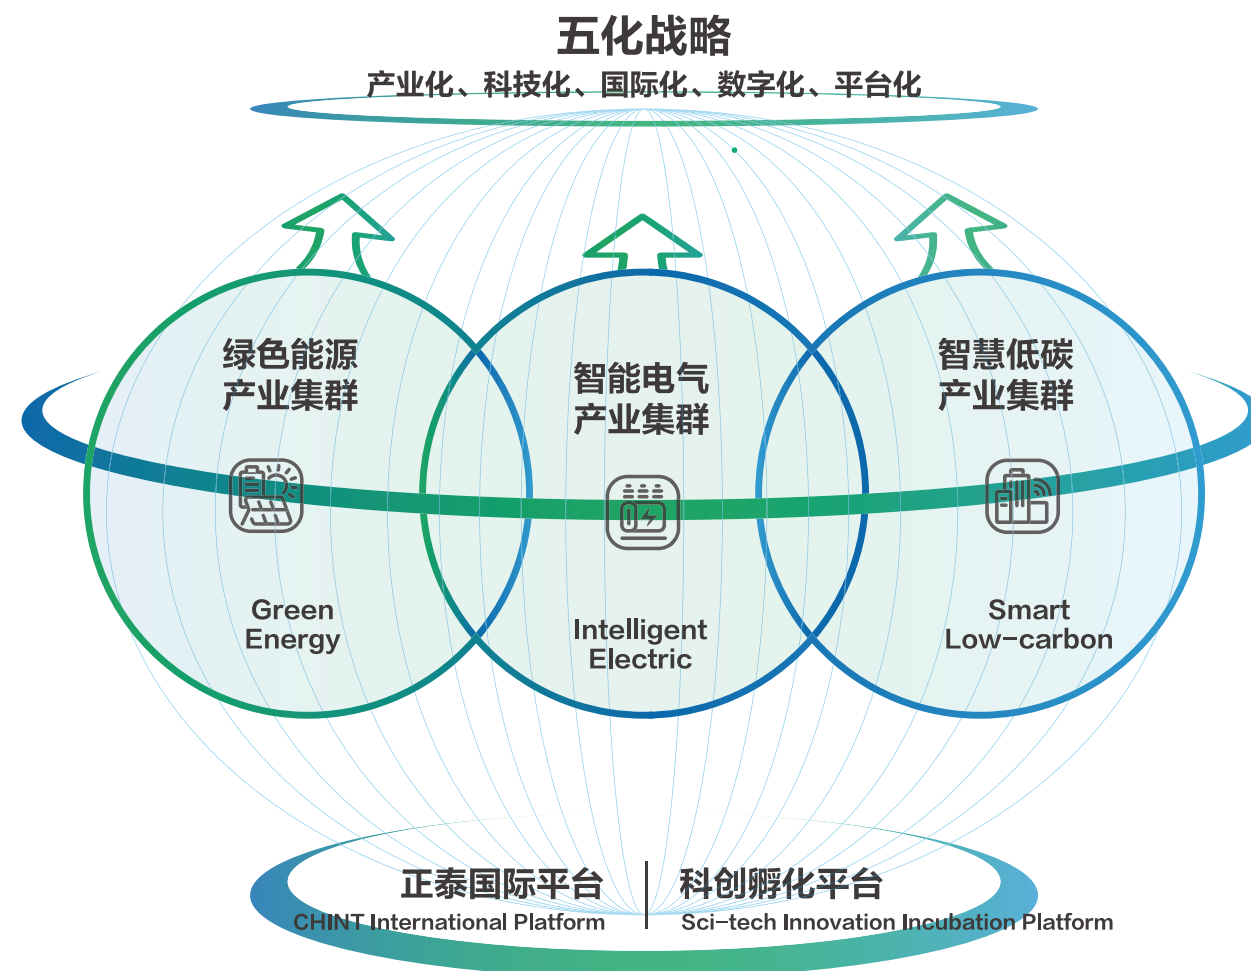 五化战略
产业化、科技化、国际化、数字化、平台化
绿色能源
产业集群
Green
Energy
智能电气
产业集群
Intelligent
Electric
智慧低碳
产业集群
Smart
Low-carbon
正泰国际平台
CHINT International Platform
科创孵化平台
Sci-tech Innovation Incubation Platform